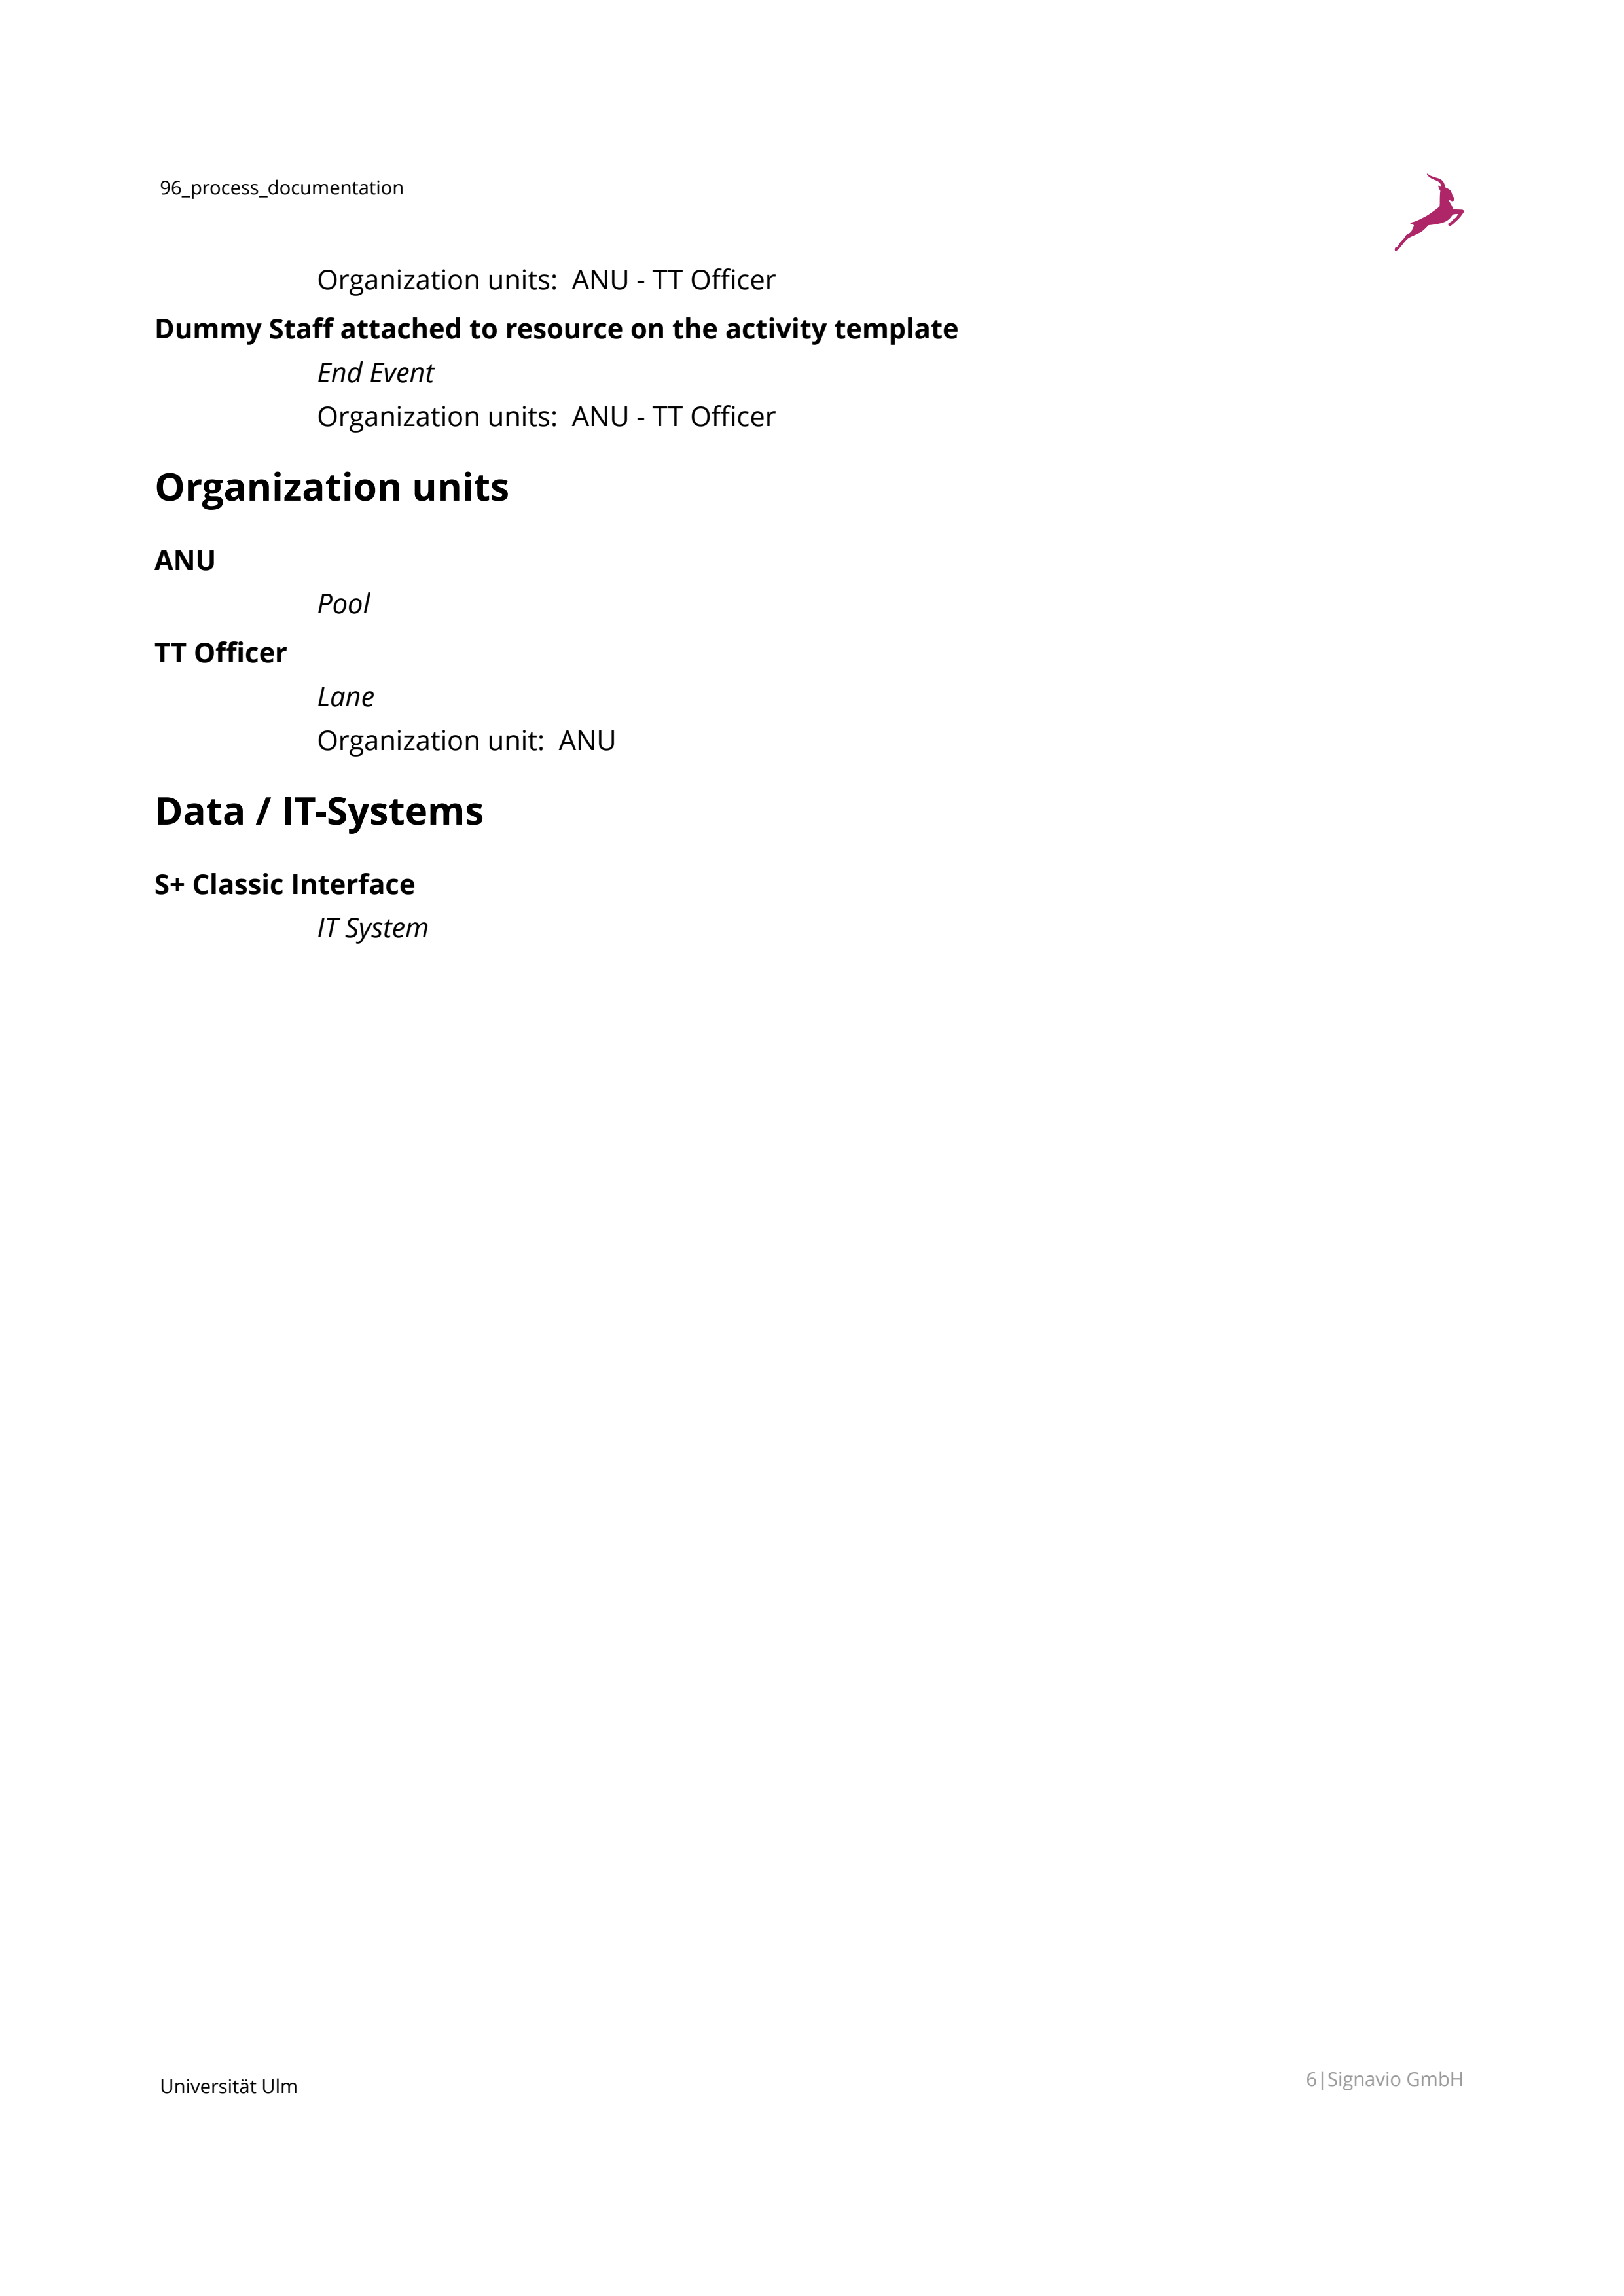 96_process_documentation
Organization units:  ANU - TT Officer
Dummy Staff attached to resource on the activity template
End Event
Organization units:  ANU - TT Officer
Organization units
ANU
Pool
TT Officer
Lane
Organization unit:  ANU
Data / IT-Systems
S+ Classic Interface
IT System
Universität Ulm
6|Signavio GmbH